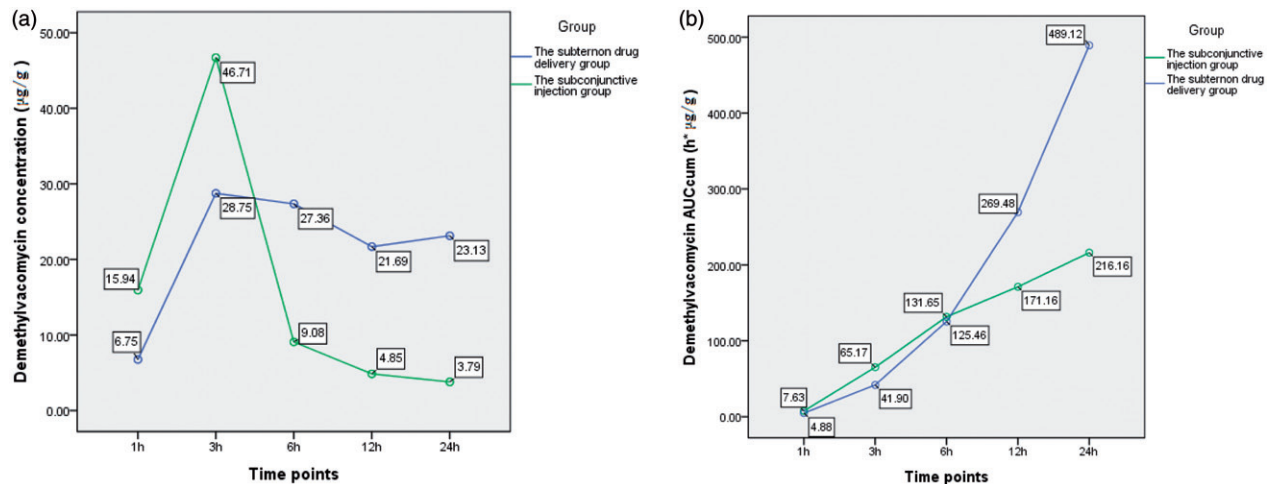 (a)
Group
The subternon drug
delivery group
The subconjunctive
injection group
Demethylvacomycin concentration (μg/g)
50.00
40.00
30.00
20.00
10.00
0.00
46.71
28.75
27.36
21.69
23.13
15.94
6.75
9.08
4.85
3.79
1h
3h
6h
12h
24h
Time points
(b)
Group
The subconjunctive
injection group
The subternon drug
delivery group
Demethylvacomycin AUCcum (h* μg/g)
500.00
400.00
300.00
200.00
100.00
0.00
489.12
269.48
216.16
171.16
131.65
125.46
65.17
41.90
7.63
4.88
1h
3h
6h
12h
24h
Time points